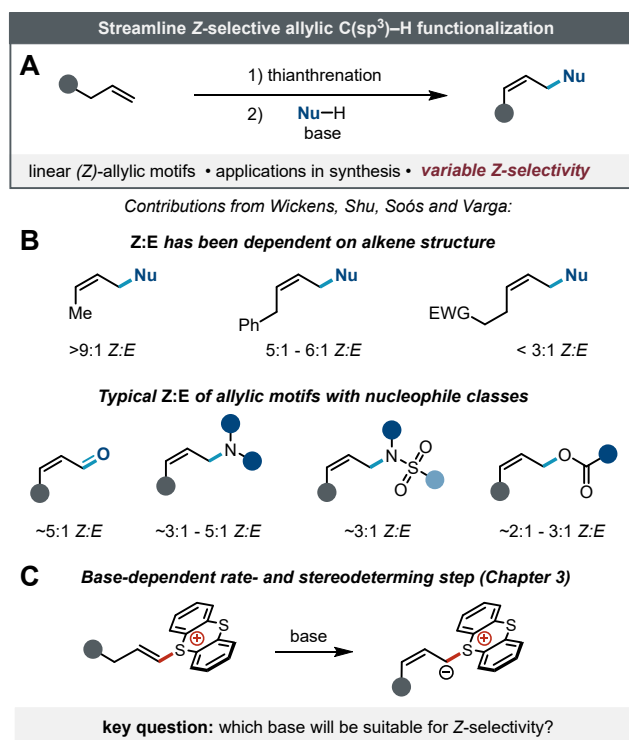 Streamline Z-selective allylic C(sp³)–H functionalization
A
1) thianthrenation
2) Nu–H
base
Nu
linear (Z)-allylic motifs • applications in synthesis • variable Z-selectivity
Contributions from Wickens, Shu, Soós and Varga:
B
Z:E has been dependent on alkene structure
Nu
Me
>9:1 Z:E
Nu
Ph
5:1 - 6:1 Z:E
Nu
EWG
< 3:1 Z:E
Typical Z:E of allylic motifs with nucleophile classes
O
~5:1 Z:E
N
~3:1 - 5:1 Z:E
N
S
O
O
~3:1 Z:E
O
O
~2:1 - 3:1 Z:E
C
Base-dependent rate- and stereodeterming step (Chapter 3)
S
S
+
base
S
S
+
−
key question: which base will be suitable for Z-selectivity?